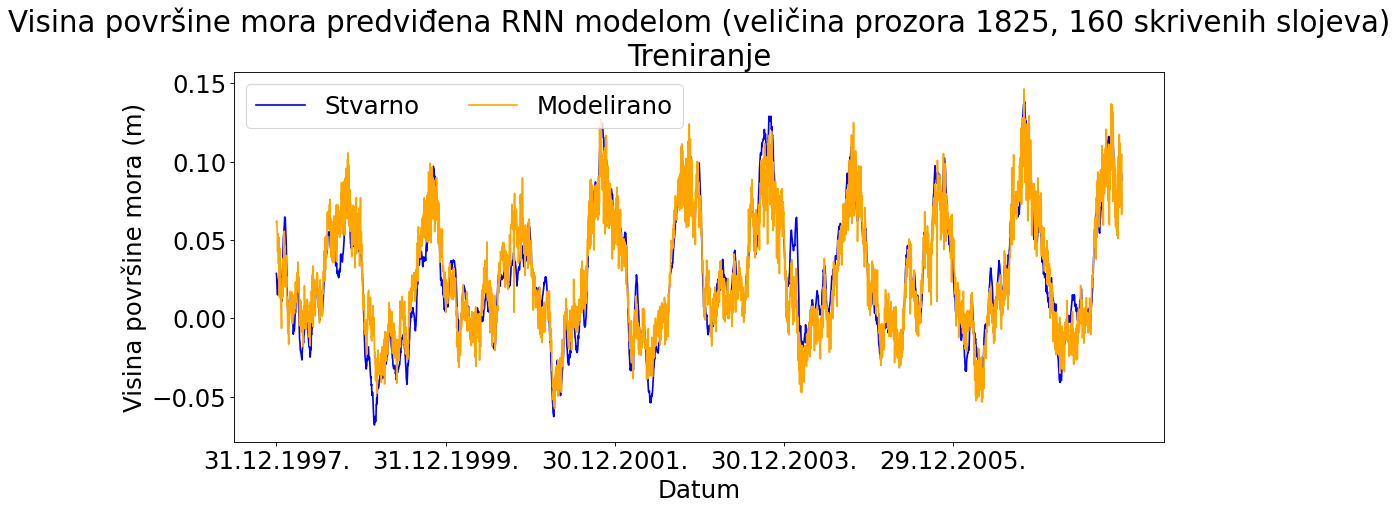 Visina površine mora predviđena RNN modelom (veličina prozora 1825, 160 skrivenih slojeva)
Treniranje
Stvarno Modelirano
Visina površine mora (m)
0.15
0.10
0.05
0.00
−0.05
31.12.1997. 31.12.1999. 30.12.2001. 30.12.2003. 29.12.2005.
Datum